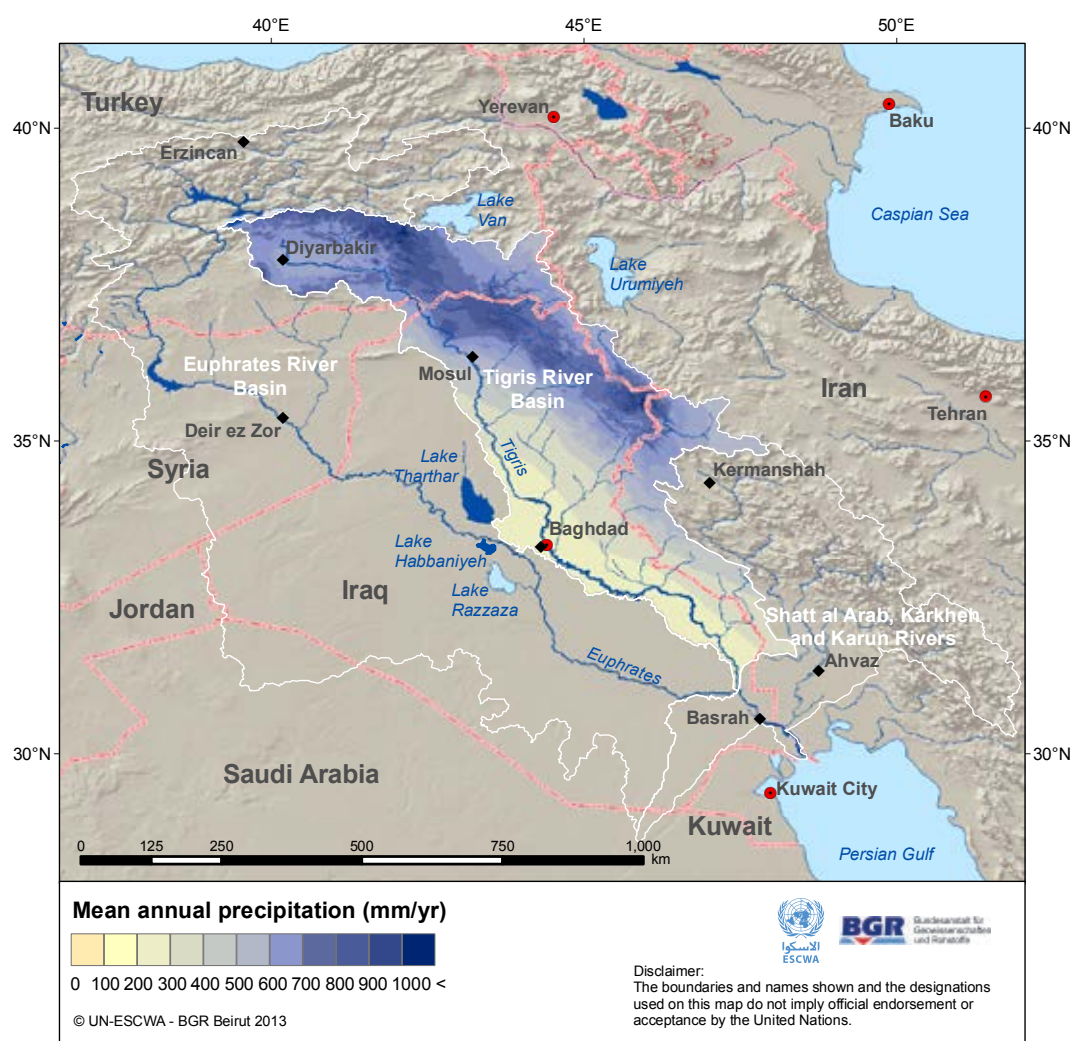 40°E 45°E 50°E
Turkey
Yerevan
Baku
40°N 40°N
Erzincan
Lake
Van
Caspian Sea
Diyarbakir
Lake
Urumiyeh
Euphrates River
Basin
Mosul
Tigris River
Basin
Iran
Tehran
Deir ez Zor
35°N 35°N
Syria
Lake
Tharthar
Tigris
Kermanshah
Baghdad
Lake
Habbaniyeh
Iraq
Lake
Razzaza
Jordan
Shatt al Arab, Karkheh
and Karun Rivers
Ahvaz
Euphrates
Basrah
30°N 30°N
Saudi Arabia
Kuwait City
Kuwait
Persian Gulf
0 125 250 500 750 1,000
km
Mean annual precipitation (mm/yr)
0 100 200 300 400 500 600 700 800 900 1000 <
© UN-ESCWA - BGR Beirut 2013
الاسكوا
ESCWA
BGR
Bundesanstalt für
Geowissenschaften
und Rohstoffe
Disclaimer:
The boundaries and names shown and the designations
used on this map do not imply official endorsement or
acceptance by the United Nations.